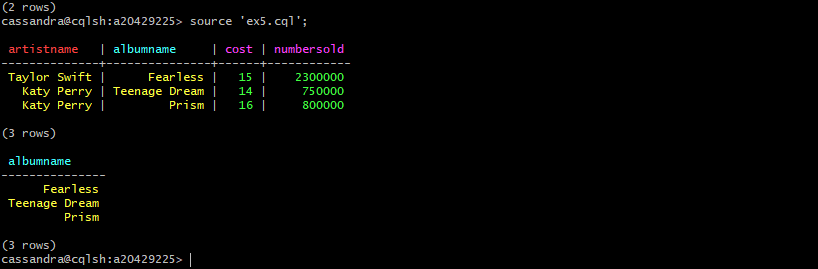 (2 rows)
cassandra@cqlsh:a20429225> source 'ex5.cql';
 artistname   | albumname     | cost | numbersold
--------------+---------------+------+------------
 Taylor Swift |      Fearless |   15 |    2300000
   Katy Perry | Teenage Dream |   14 |     750000
   Katy Perry |         Prism |   16 |     800000
(3 rows)
 albumname
---------------
      Fearless
 Teenage Dream
         Prism
(3 rows)
cassandra@cqlsh:a20429225>